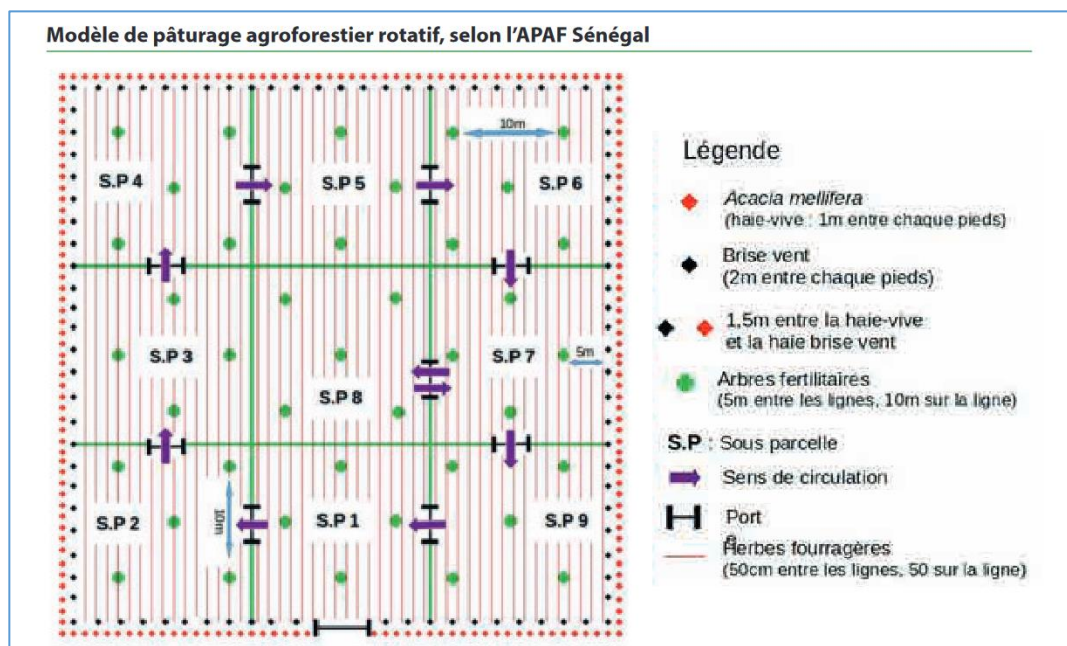 Modèle de pâturage agroforestier rotatif, selon l'APAF Sénégal
10m
S.P 4
S.P 5
S.P 6
S.P 3
S.P 7
5m
S.P 8
10m
S.P 2
S.P 1
S.P 9
Légende
Acacia mellifera
(haie-vive : 1m entre chaque pieds)
Brise vent
(2m entre chaque pieds)
1,5m entre la haie-vive
et la haie brise vent
Arbres fertilitaires
(5m entre les lignes, 10m sur la ligne)
S.P : Sous parcelle
Sens de circulation
Port
e
Herbes fourragères
(50cm entre les lignes, 50 sur la ligne)